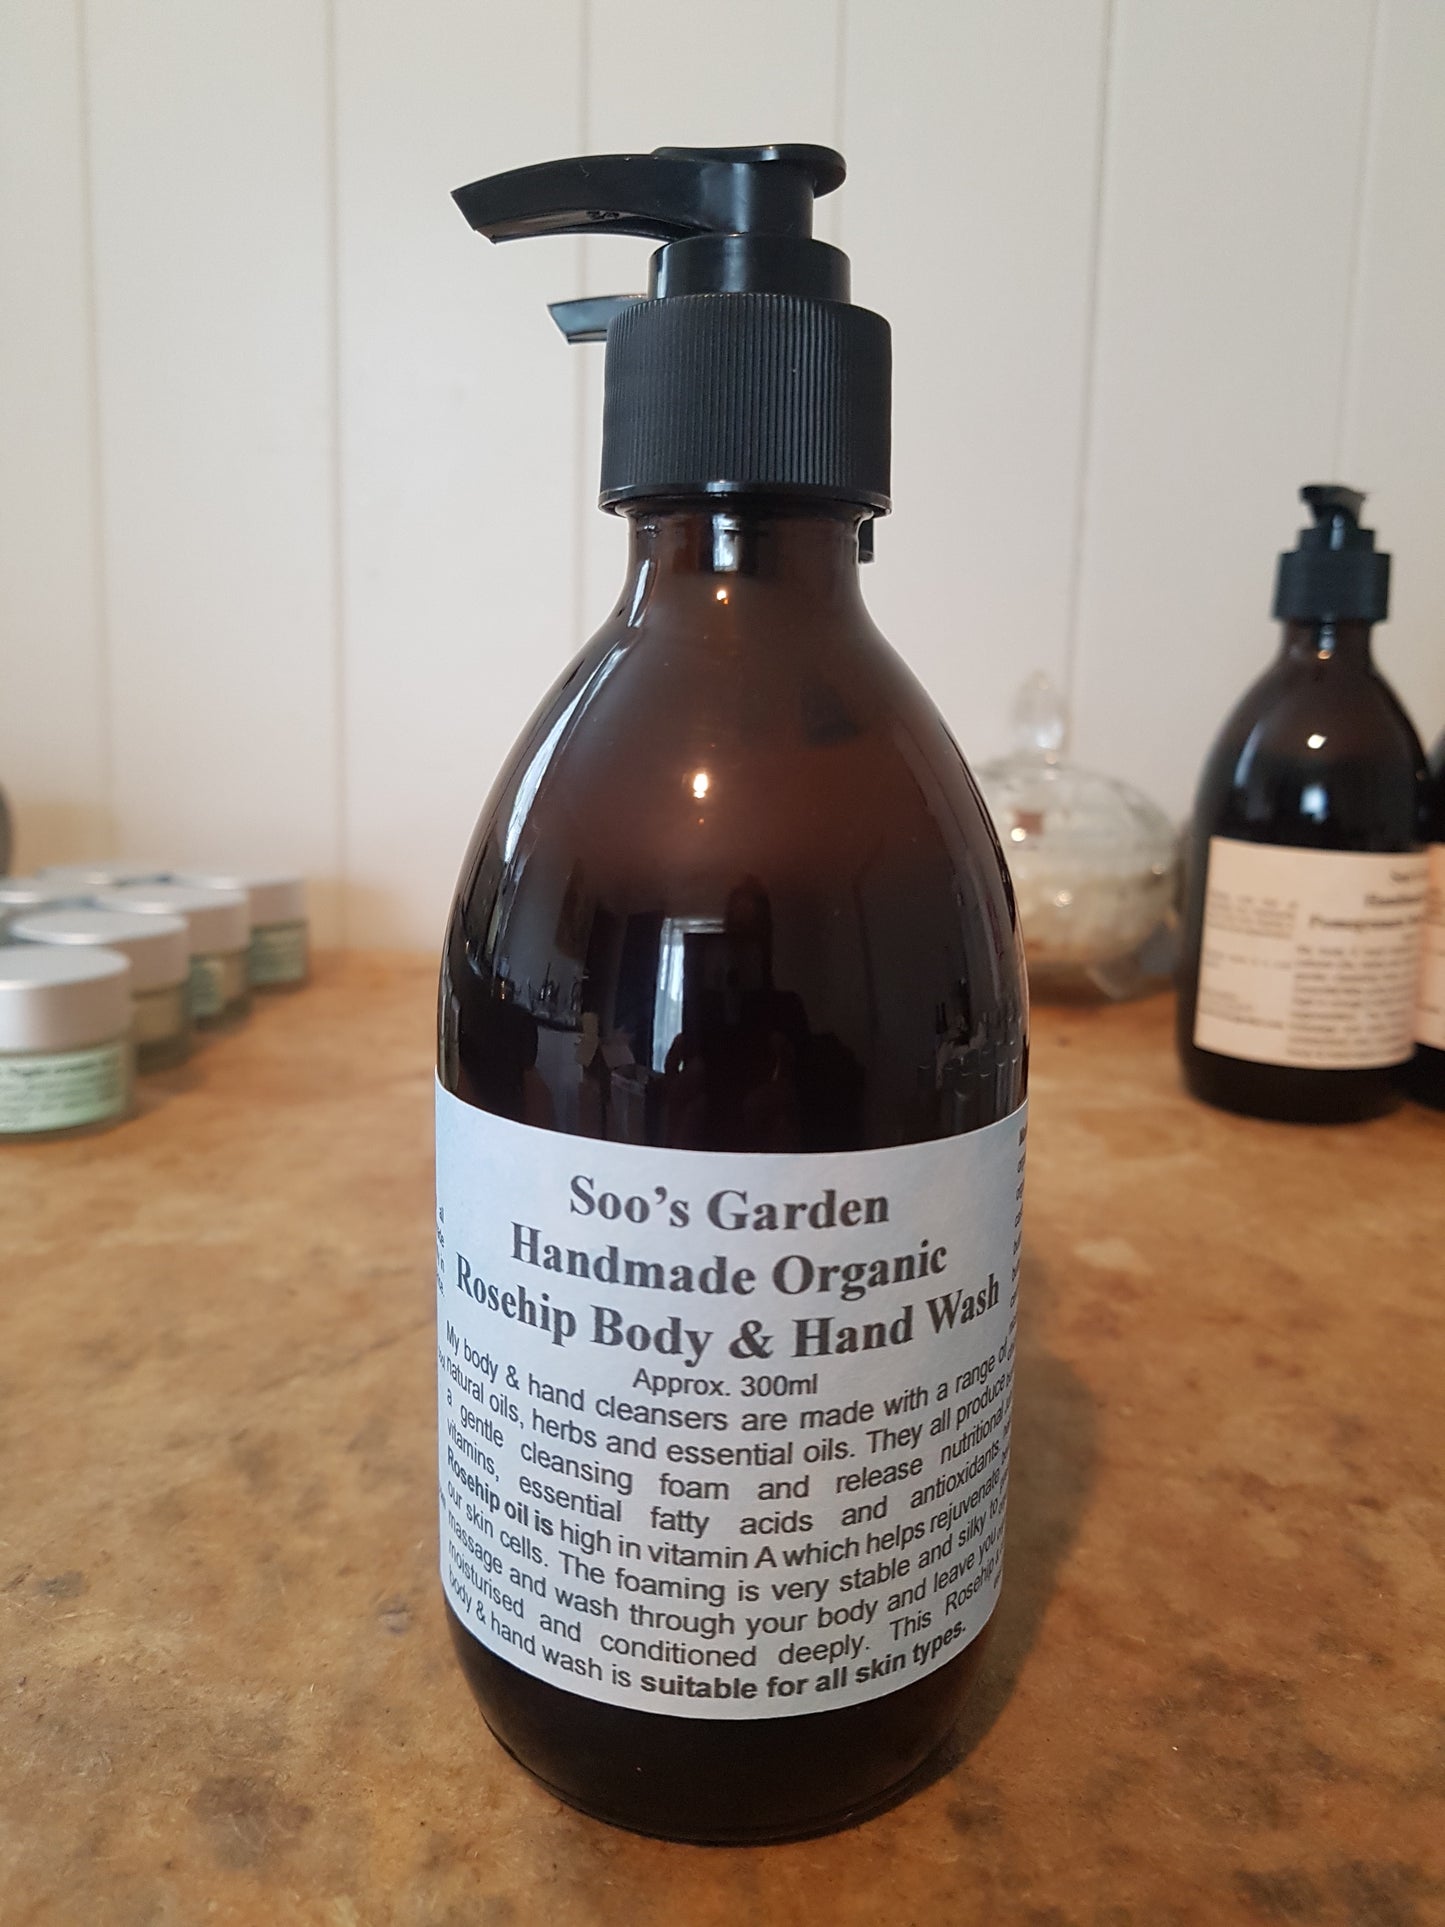 Soo's Garden
Handmade Organic
Rosehip Body & Hand Wash
Approx. 300ml
My body & hand cleansers are made with a range of
natural oils, herbs and essential oils. They all produce
a gentle cleansing foam and release nutritional
vitamins, essential fatty acids and antioxidants.
Rosehip oil is high in vitamin A which helps rejuvenate
our skin cells. The foaming is very stable and silky to
massage and wash through your body and leave you
moisturised and conditioned deeply. This Rosehip
body & hand wash is suitable for all skin types.